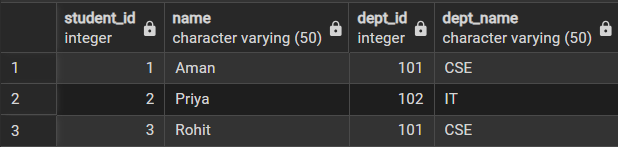 student_id name dept_id dept_name
integer character varying (50) integer character varying (50)
1 1 Aman 101 CSE
2 2 Priya 102 IT
3 3 Rohit 101 CSE